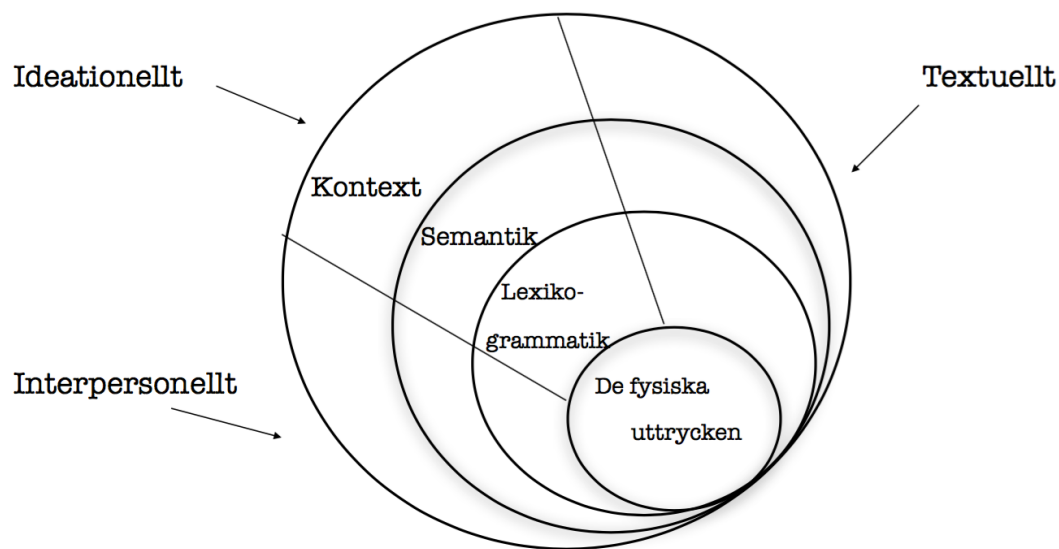 Ideationellt
Textuellt
Kontext
Semantik
Lexiko-
grammatik
Interpersonellt
De fysiska
uttrycken